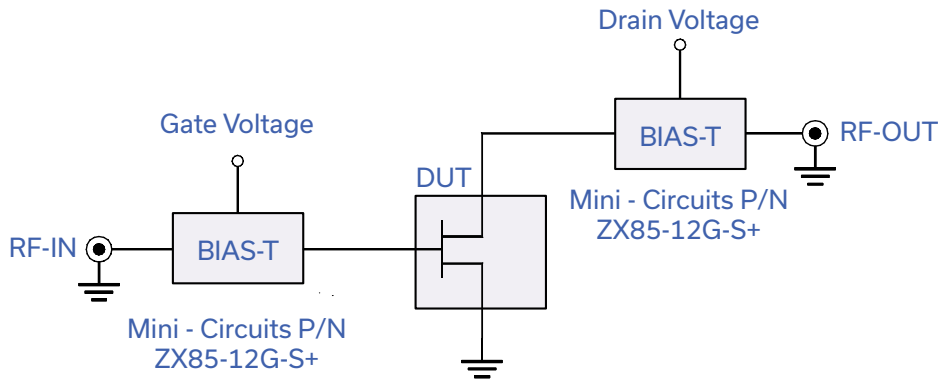 Drain Voltage
Gate Voltage
BIAS-T
RF-OUT
DUT
Mini - Circuits P/N
ZX85-12G-S+
RF-IN
BIAS-T
Mini - Circuits P/N
ZX85-12G-S+